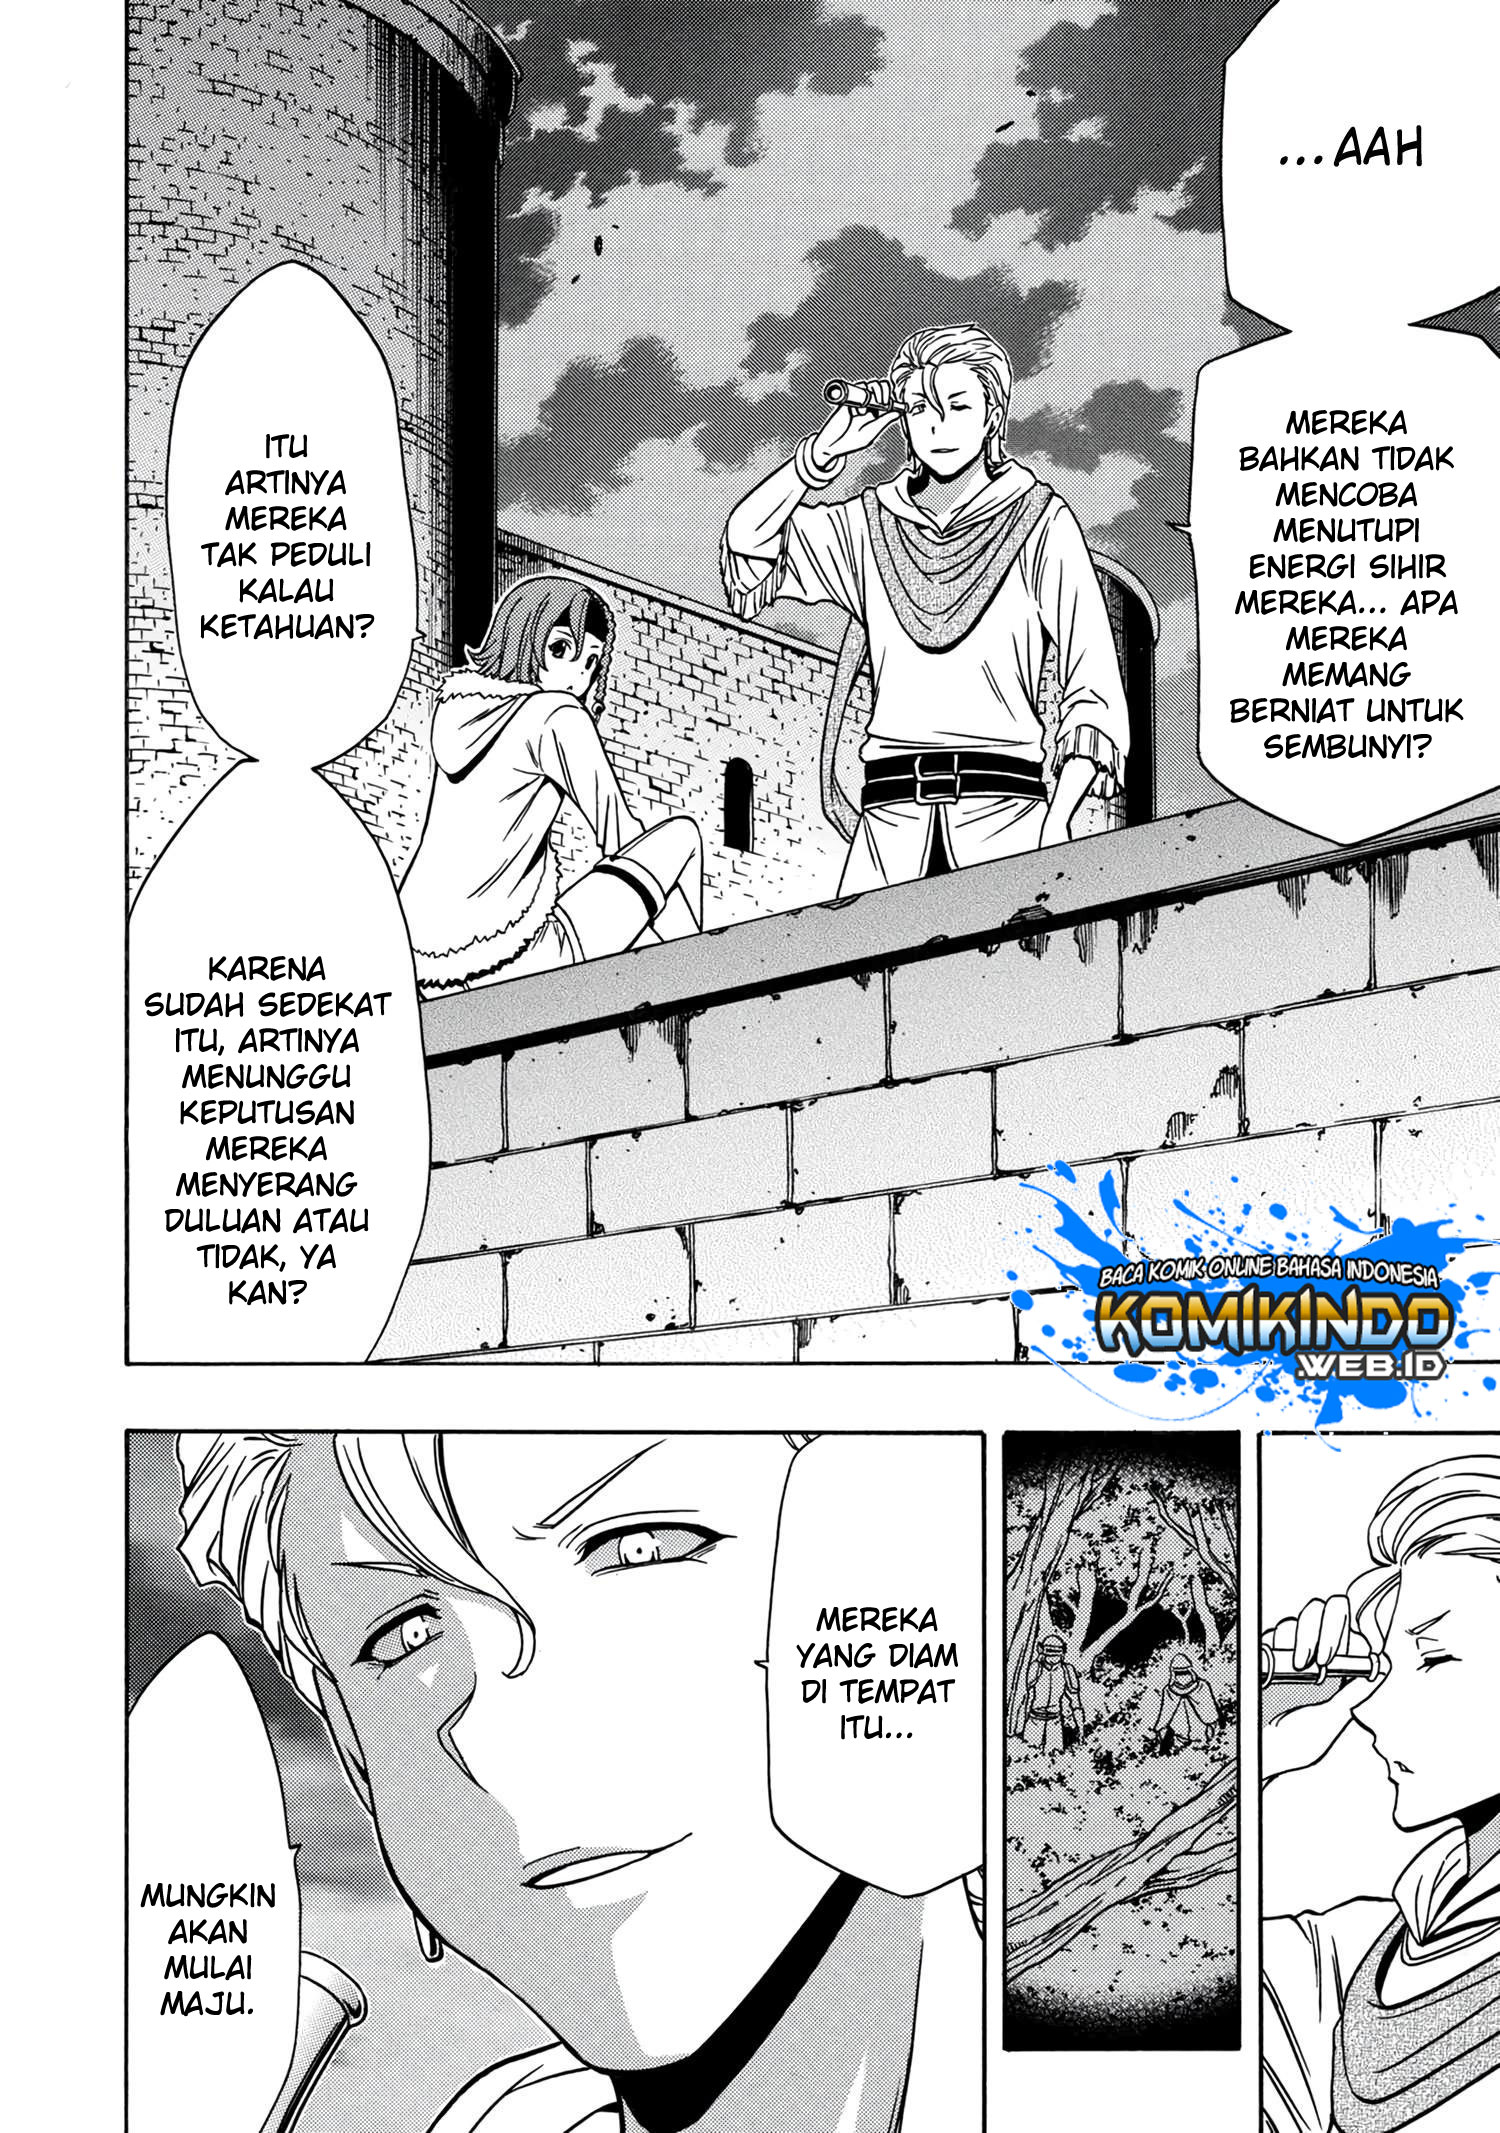 ...AAH
MEREKA
BAHKAN TIDAK
MENCOBA
MENUTUPI
ENERGI SIHIR
MEREKA... APA
MEREKA
MEMANG
BERNIAT UNTUK
SEMBUNYI?
ITU
ARTINYA
MEREKA
TAK PEDULI
KALAU
KETAHUAN?
KARENA
SUDAH SEDEKAT
ITU, ARTINYA
MENUNGGU
KEPUTUSAN
MEREKA
MENYERANG
DULUAN ATAU
TIDAK, YA
KAN?
BACA KOMIK ONLINE BAHASA INDONESIA
KOMIKINDO
.WEB.ID
MEREKA
YANG DIAM
DI TEMPAT
ITU...
MUNGKIN
AKAN
MULAI
MAJU.